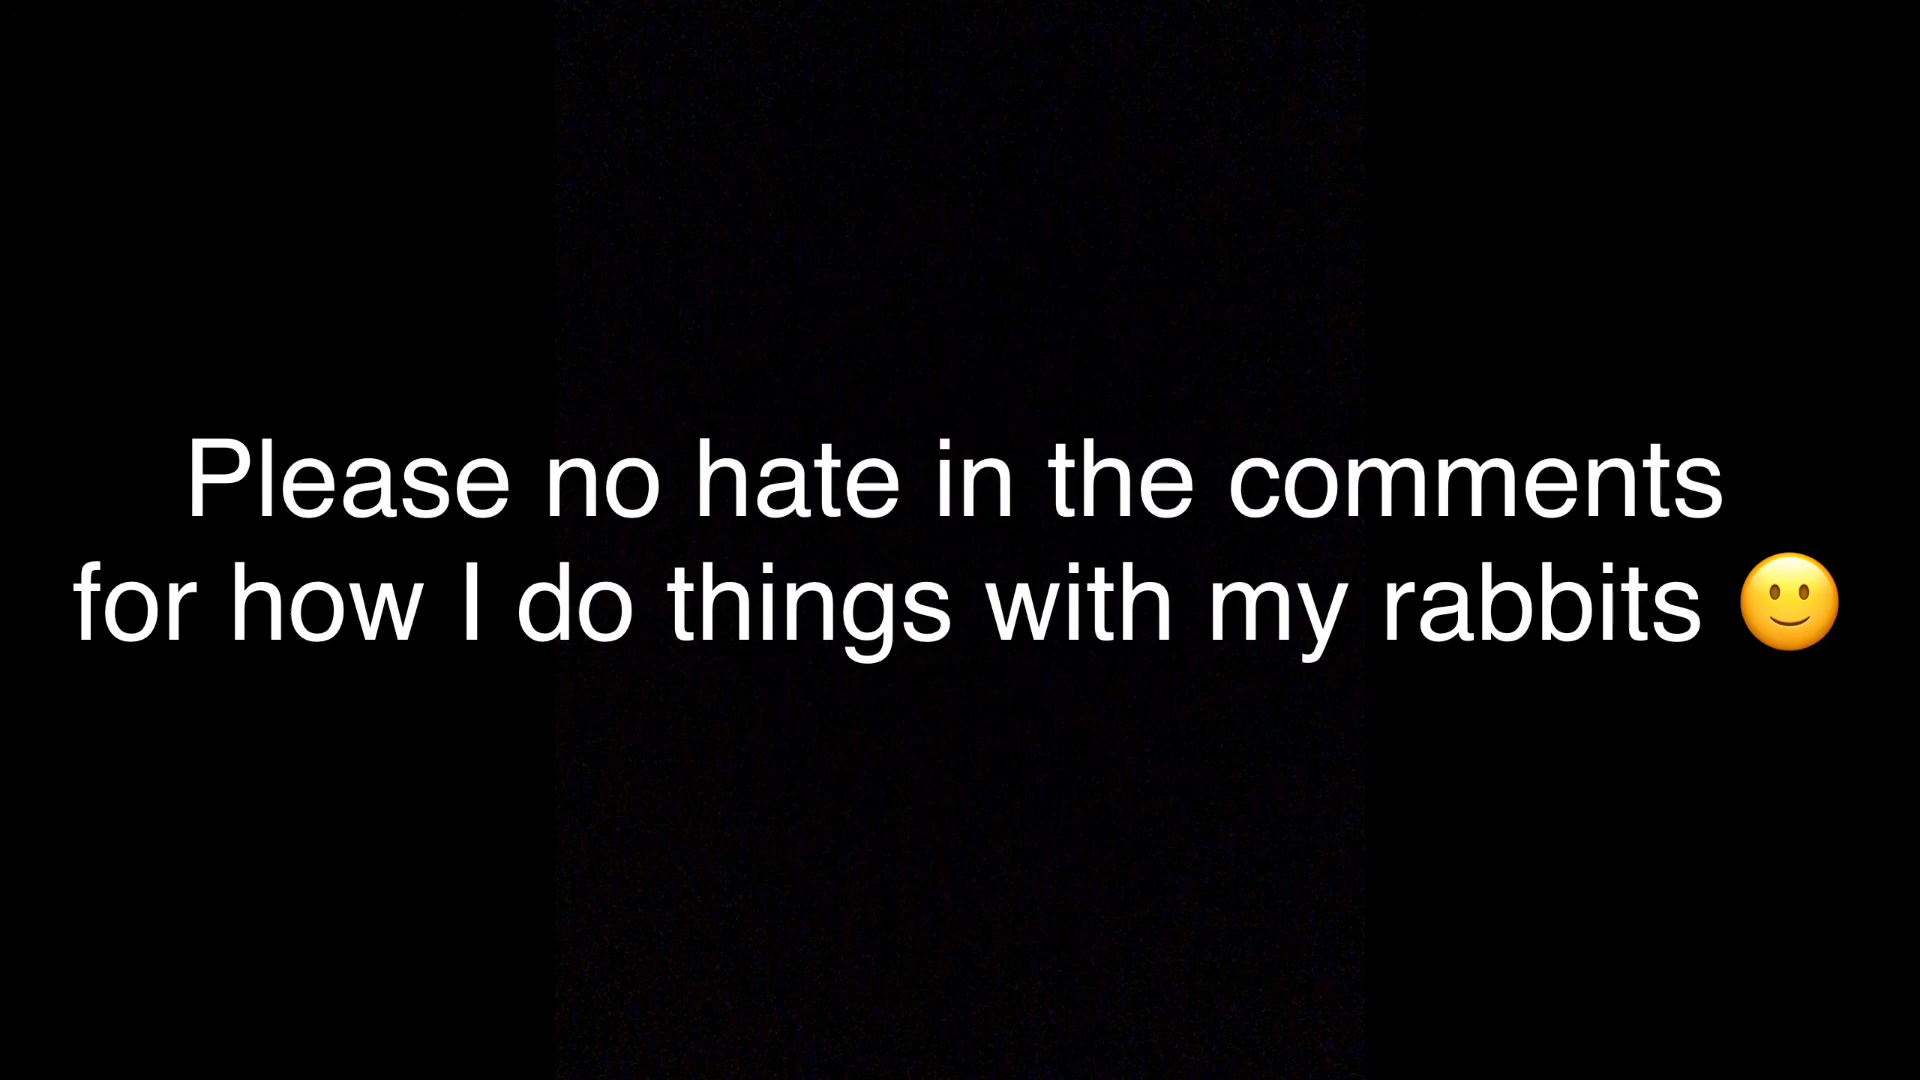 Please no hate in the comments
for how I do things with my rabbits 🙂